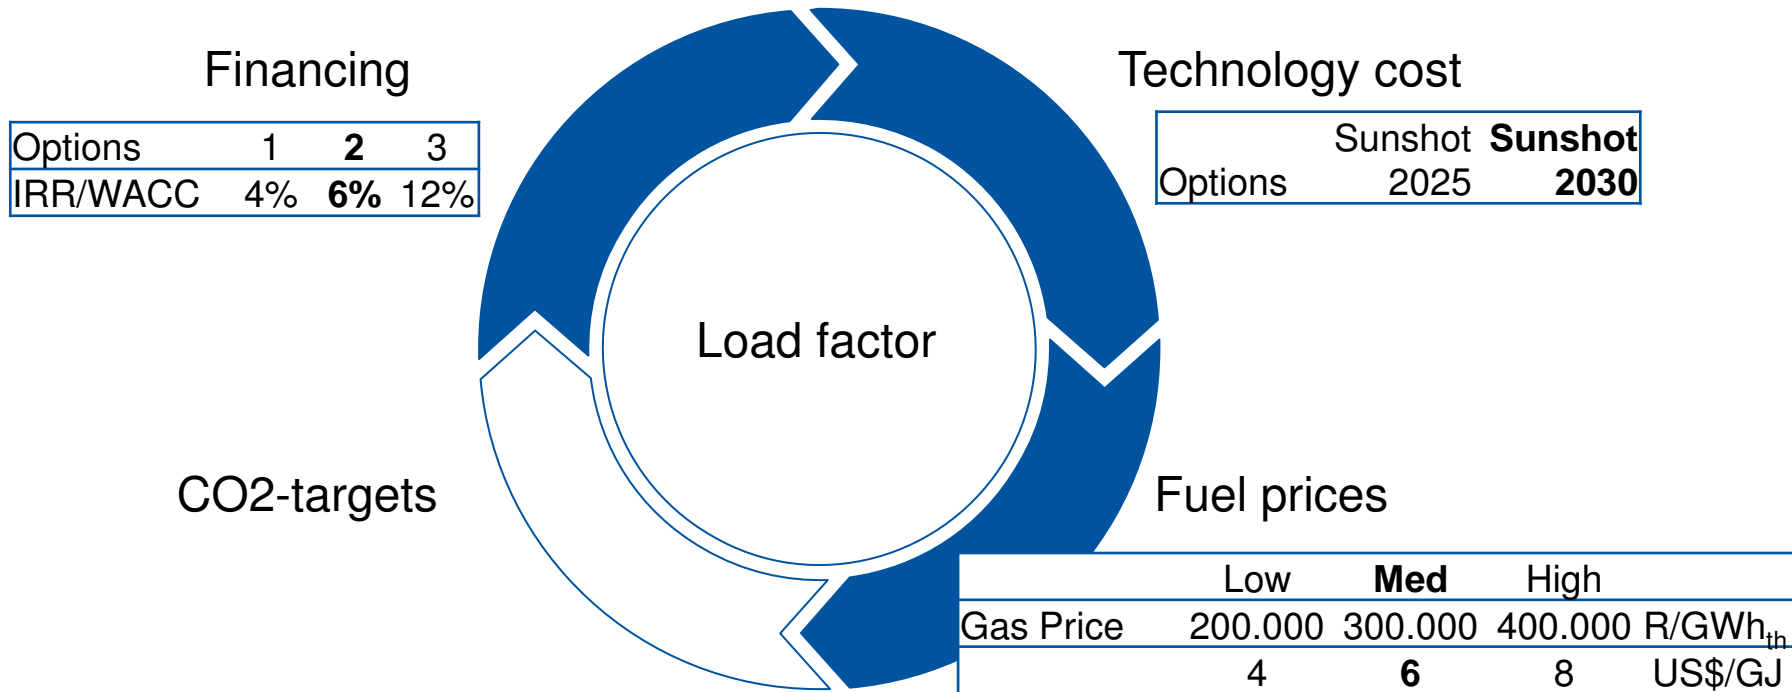 Financing
Options 1 2 3
IRR/WACC 4% 6% 12%
Technology cost
Sunshot Sunshot
Options 2025 2030
Load factor
CO2-targets
Fuel prices
Low Med High
Gas Price 200.000 300.000 400.000 R/GWhth
4 6 8 US$/GJ